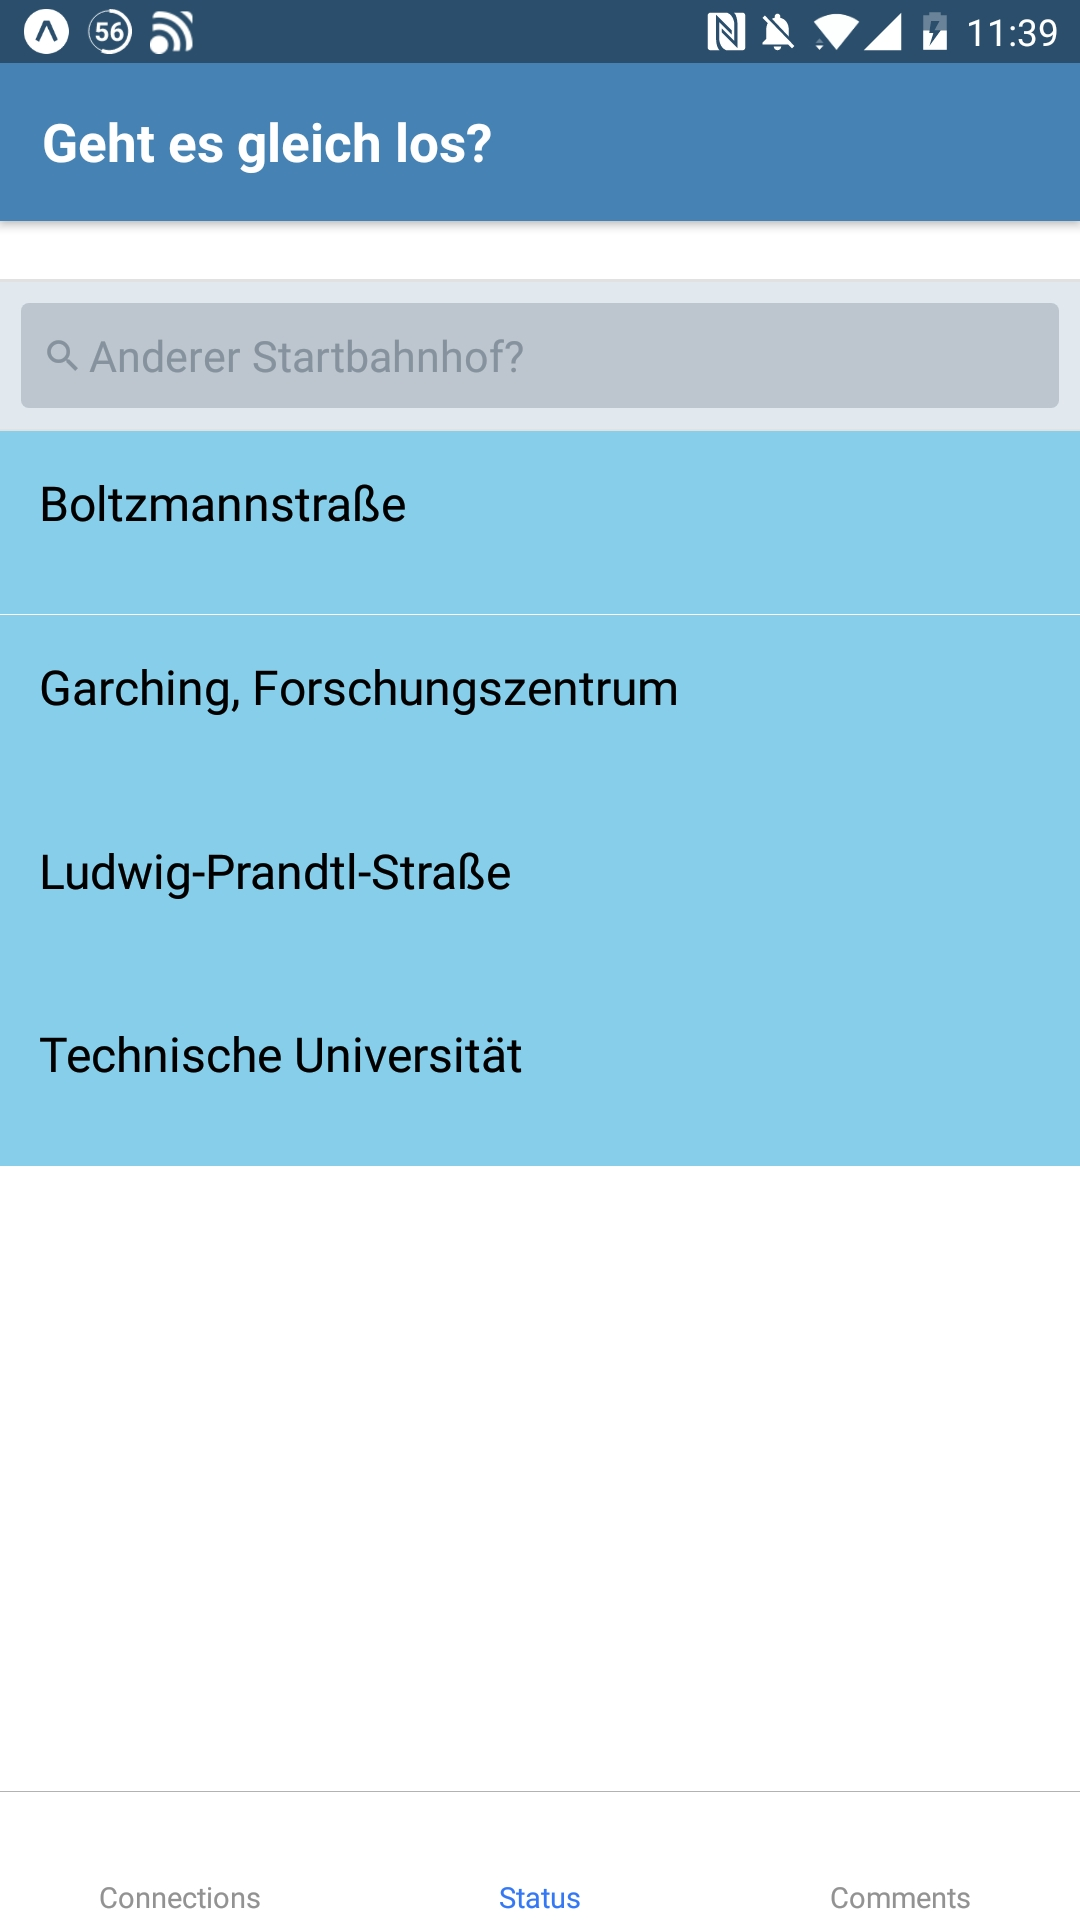 56 11:39
Geht es gleich los?
Anderer Startbahnhof?
Boltzmannstraße
Garching, Forschungszentrum
Ludwig-Prandtl-Straße
Technische Universität
Connections Status Comments